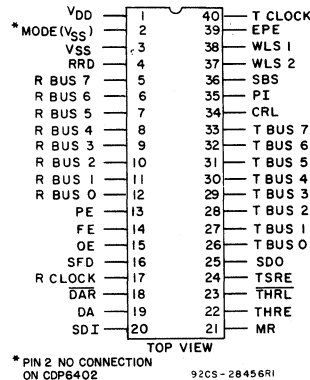 VDD 1 40 T CLOCK
*MODE(VSS) 2 39 EPE
VSS 3 38 WLS 1
RRD 4 37 WLS 2
R BUS 7 5 36 SBS
R BUS 6 6 35 PI
R BUS 5 7 34 CRL
R BUS 4 8 33 T BUS 7
R BUS 3 9 32 T BUS 6
R BUS 2 10 31 T BUS 5
R BUS 1 11 30 T BUS 4
R BUS 0 12 29 T BUS 3
PE 13 28 T BUS 2
FE 14 27 T BUS 1
OE 15 26 T BUS 0
SFD 16 25 SDO
R CLOCK 17 24 TSRE
DAR 18 23 THRL
DA 19 22 THRE
SDI 20 21 MR
TOP VIEW
* PIN 2 NO CONNECTION
ON CDP6402
92CS-28456R1